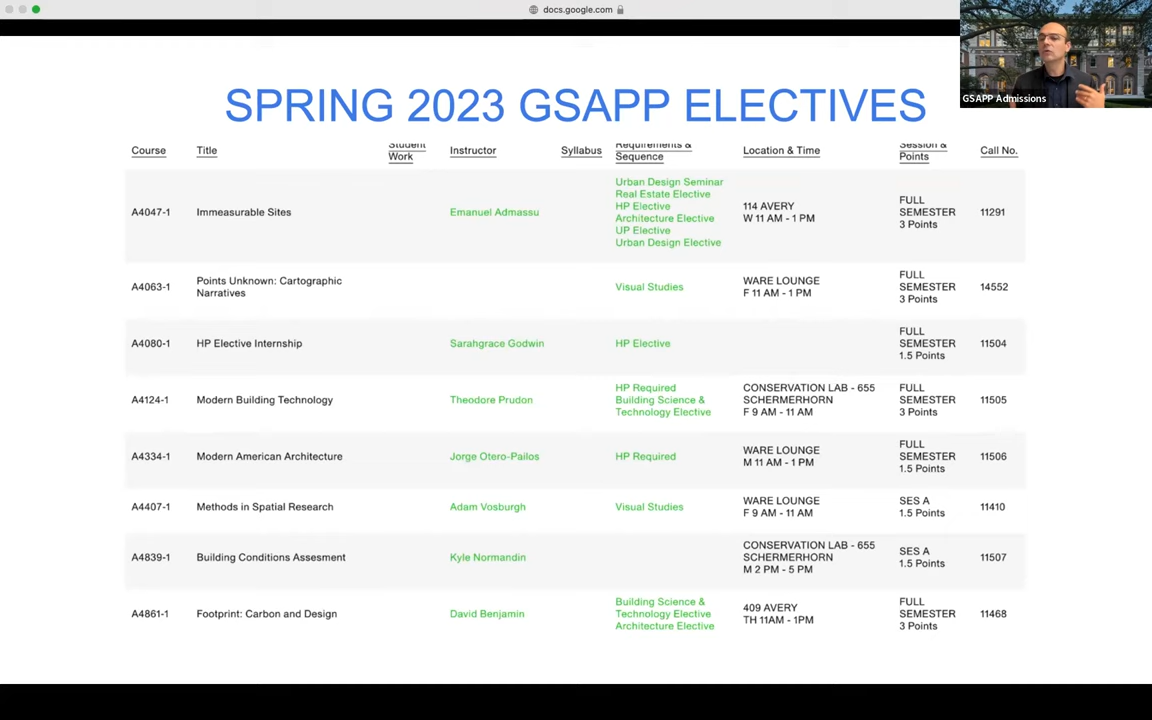 docs.google.com
GSAPP Admissions
SPRING 2023 GSAPP ELECTIVES
Course Title Student Work Instructor Syllabus Requirements & Sequence Location & Time Session & Points Call No.
A4047-1 Immeasurable Sites Emanuel Admassu
Urban Design Seminar
Real Estate Elective
HP Elective
Architecture Elective
UP Elective
Urban Design Elective
114 AVERY
W 11 AM - 1 PM
FULL
SEMESTER
3 Points
11291
A4063-1
Points Unknown: Cartographic
Narratives
Visual Studies
WARE LOUNGE
F 11 AM - 1 PM
FULL
SEMESTER
3 Points
14552
A4080-1 HP Elective Internship Sarahgrace Godwin HP Elective
FULL
SEMESTER
1.5 Points
11504
A4124-1 Modern Building Technology Theodore Prudon
HP Required
Building Science &
Technology Elective
CONSERVATION LAB - 655
SCHERMERHORN
F 9 AM - 11 AM
FULL
SEMESTER
3 Points
11505
A4334-1 Modern American Architecture Jorge Otero-Pailos HP Required
WARE LOUNGE
M 11 AM - 1 PM
FULL
SEMESTER
1.5 Points
11506
A4407-1 Methods in Spatial Research Adam Vosburgh Visual Studies
WARE LOUNGE
F 9 AM - 11 AM
SES A
1.5 Points
11410
A4839-1 Building Conditions Assesment Kyle Normandin
CONSERVATION LAB - 655
SCHERMERHORN
M 2 PM - 5 PM
SES A
1.5 Points
11507
A4861-1 Footprint: Carbon and Design David Benjamin
Building Science &
Technology Elective
Architecture Elective
409 AVERY
TH 11AM - 1PM
FULL
SEMESTER
3 Points
11468